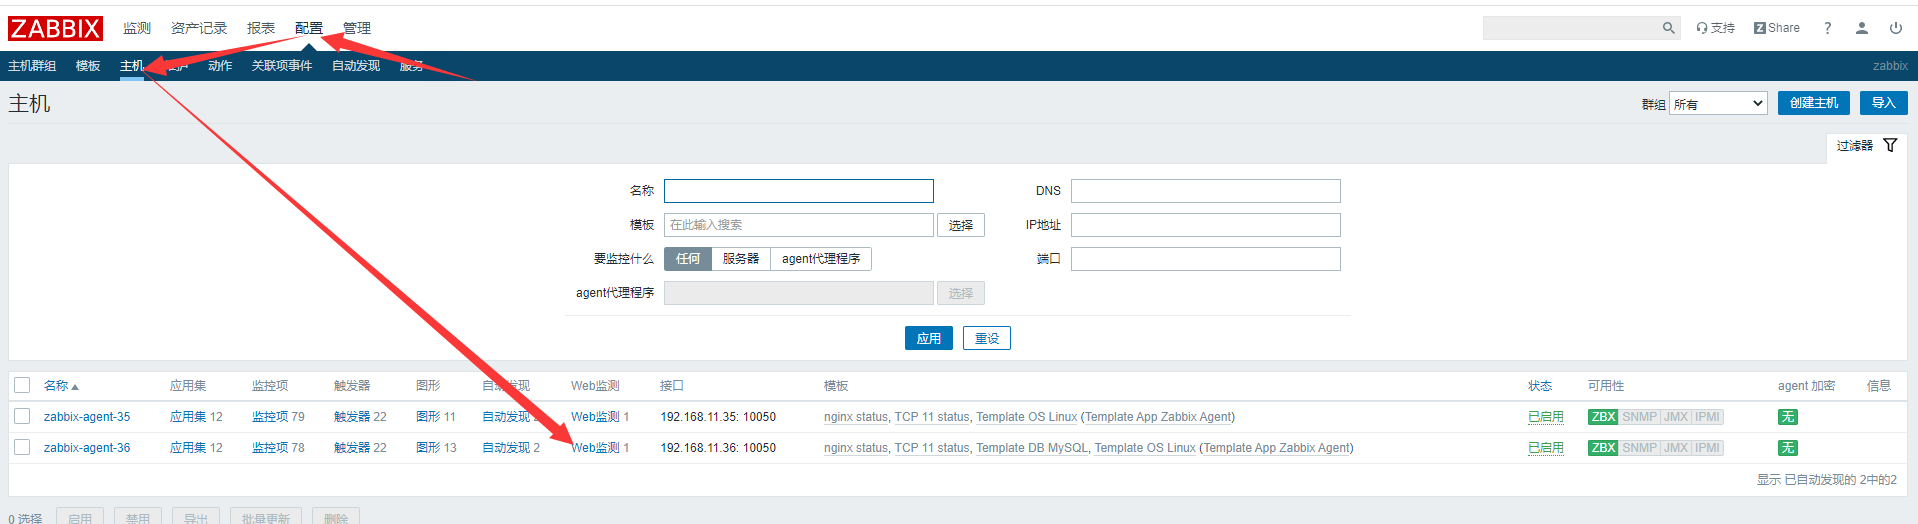 ZABBIX 监测 资产记录 报表 配置 管理 支持 Z Share ?
主机群组 模板 主机 动作 关联项事件 自动发现 服务 zabbix
主机 群组 所有 创建主机 导入
过滤器
名称 DNS
模板 在此输入搜索 选择 IP地址
要监控什么 任何 服务器 agent代理程序 端口
agent代理程序 选择
应用 重设
名称 应用集 监控项 触发器 图形 自动发现 Web监测 接口 模板 状态 可用性 agent 加密 信息
zabbix-agent-35 应用集 12 监控项 79 触发器 22 图形 11 自动发现 Web监测 1 192.168.11.35: 10050 nginx status, TCP 11 status, Template OS Linux (Template App Zabbix Agent) 已启用 ZBX SNMP JMX IPMI 无
zabbix-agent-36 应用集 12 监控项 78 触发器 22 图形 13 自动发现 2 Web监测 1 192.168.11.36: 10050 nginx status, TCP 11 status, Template DB MySQL, Template OS Linux (Template App Zabbix Agent) 已启用 ZBX SNMP JMX IPMI 无
显示 已自动发现的 2中的2
0 选择 启用 禁用 导出 批量更新 删除